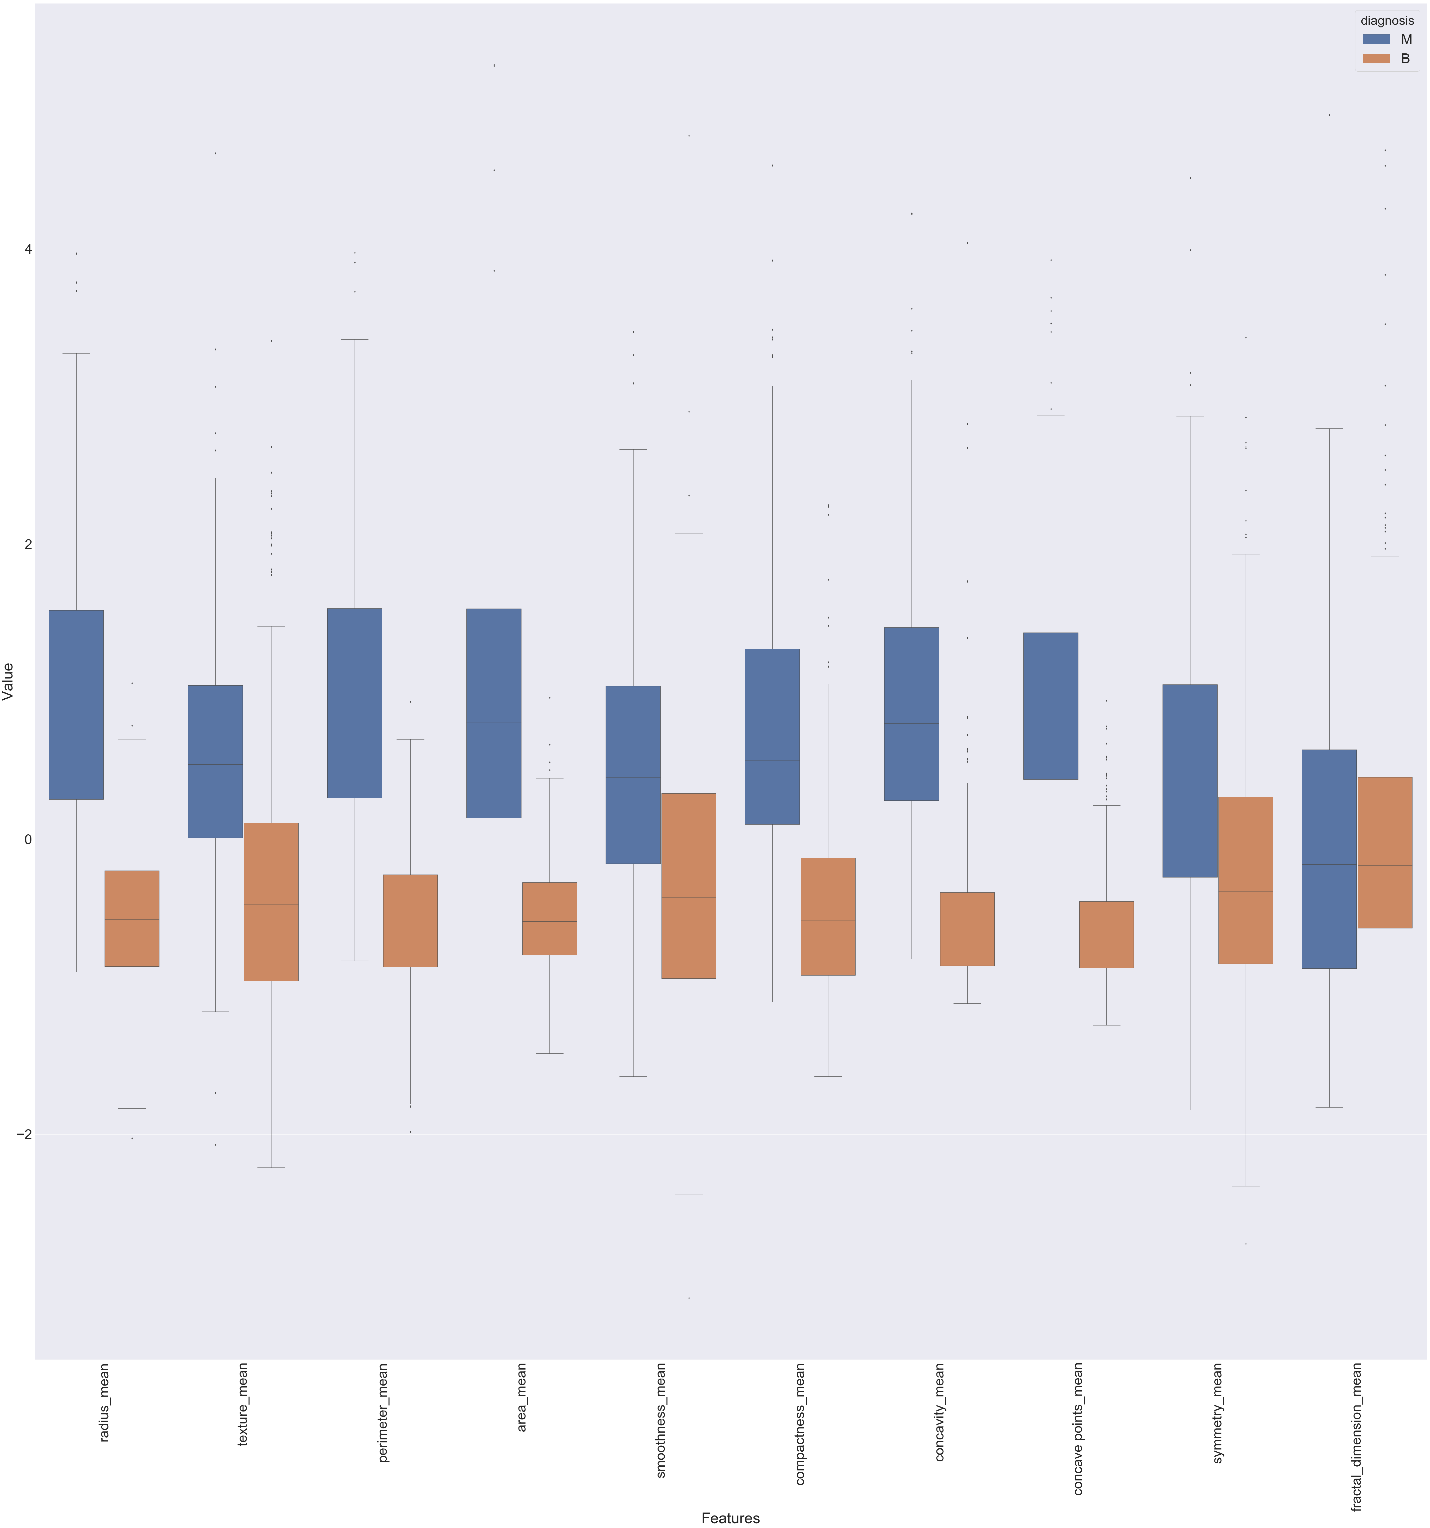 diagnosis
M
B
4
2
0
−2
Value
radius_mean
texture_mean
perimeter_mean
area_mean
smoothness_mean
compactness_mean
concavity_mean
concave points_mean
symmetry_mean
fractal_dimension_mean
Features